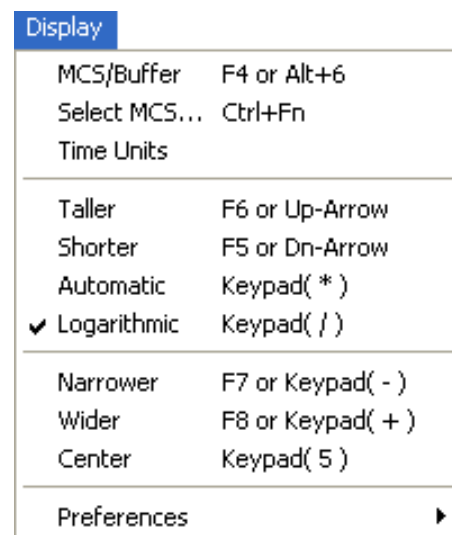 Display
MCS/Buffer F4 or Alt+6
Select MCS... Ctrl+Fn
Time Units
Taller F6 or Up-Arrow
Shorter F5 or Dn-Arrow
Automatic Keypad( * )
Logarithmic Keypad( / )
Narrower F7 or Keypad( - )
Wider F8 or Keypad( + )
Center Keypad( 5 )
Preferences